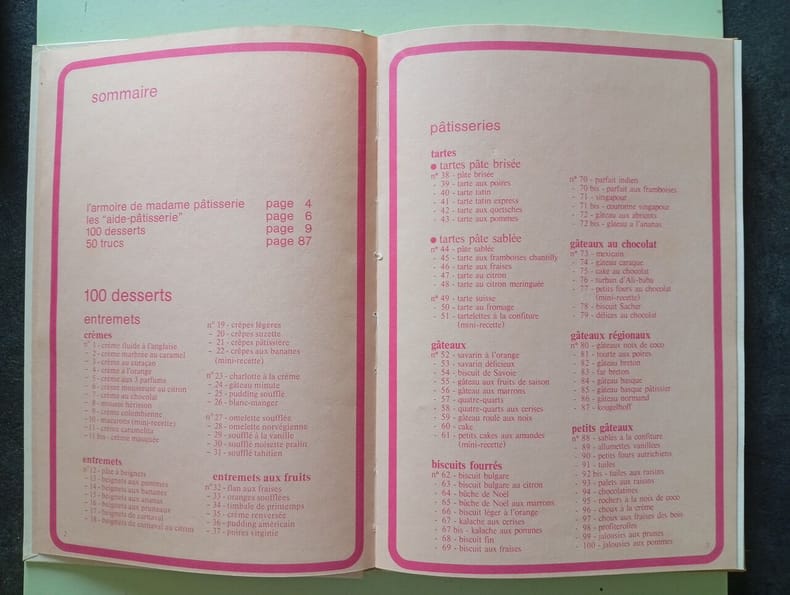 sommaire
l'armoire de madame pâtisserie page 4
les "aide-pâtisserie" page 6
100 desserts page 9
50 trucs page 87
100 desserts
entremets
crèmes
n° 1 - crème fluide à l'anglaise
- 2 - crème marbrée au caramel
- 3 - crème au curaçao
- 4 - crème à l'orange
- 5 - crème aux 3 parfums
- 6 - crème mousseuse au citron
- 7 - crème au chocolat
- 8 - mousse hérisson
- 9 - crème colombienne
- 10 - macarons (mini-recette)
- 11 - crème caramelita
- 11 bis - crème masquée
entremets
n° 12 - pâte à beignets
- 13 - beignets aux pommes
- 14 - beignets aux bananes
- 15 - beignets aux ananas
- 16 - beignets aux pruneaux
- 17 - beignets de carnaval
- 18 - beignets de carnaval au citron
n° 19 - crêpes légères
- 20 - crêpes suzette
- 21 - crêpes pâtissière
- 22 - crêpes aux bananes
(mini-recette)
n° 23 - charlotte à la crème
- 24 - gâteau minute
- 25 - pudding soufflé
- 26 - blanc-manger
n° 27 - omelette soufflée
- 28 - omelette norvégienne
- 29 - soufflé à la vanille
- 30 - soufflé noisette pralin
- 31 - soufflé tahitien
entremets aux fruits
n° 32 - flan aux fraises
- 33 - oranges soufflées
- 34 - timbale de printemps
- 35 - crème renversée
- 36 - pudding américain
- 37 - poires virginie
2
pâtisseries
tartes
● tartes pâte brisée
n° 38 - pâte brisée
- 39 - tarte aux poires
- 40 - tarte tatin
- 41 - tarte tatin express
- 42 - tarte aux quetsches
- 43 - tarte aux pommes
● tartes pâte sablée
n° 44 - pâte sablée
- 45 - tarte aux framboises chantilly
- 46 - tarte aux fraises
- 47 - tarte au citron
- 48 - tarte au citron meringuée
n° 49 - tarte suisse
- 50 - tarte au fromage
- 51 - tartelettes à la confiture
(mini-recette)
gâteaux
n° 52 - savarin à l'orange
- 53 - savarin délicieux
- 54 - biscuit de Savoie
- 55 - gâteau aux fruits de saison
- 56 - gâteau aux marrons
- 57 - quatre-quarts
- 58 - quatre-quarts aux cerises
- 59 - gâteau roulé aux noix
- 60 - cake
- 61 - petits cakes aux amandes
(mini-recette)
biscuits fourrés
n° 62 - biscuit bulgare
- 63 - biscuit bulgare au citron
- 64 - bûche de Noël
- 65 - bûche de Noël aux marrons
- 66 - biscuit léger à l'orange
- 67 - kalache aux cerises
- 67 bis - kalache aux pommes
- 68 - biscuit fin
- 69 - biscuit aux fraises
n° 70 - parfait indien
- 70 bis - parfait aux framboises
- 71 - singapour
- 71 bis - couronne singapour
- 72 - gâteau aux abricots
- 72 bis - gâteau à l'ananas
gâteaux au chocolat
n° 73 - mexicain
- 74 - gâteau caraque
- 75 - cake au chocolat
- 76 - turban d'Ali-baba
- 77 - petits fours au chocolat
(mini-recette)
- 78 - biscuit Sacher
- 79 - délices au chocolat
gâteaux régionaux
n° 80 - gâteaux noix de coco
- 81 - tourte aux poires
- 82 - gâteau breton
- 83 - far breton
- 84 - gâteau basque
- 85 - gâteau basque pâtissier
- 86 - gâteau normand
- 87 - kougelhoff
petits gâteaux
n° 88 - sablés à la confiture
- 89 - allumettes vanillées
- 90 - petits fours autrichiens
- 91 - tuiles
- 92 bis - tuiles aux raisins
- 93 - palets aux raisins
- 94 - chocolatines
- 95 - rochers à la noix de coco
- 96 - choux à la crème
- 97 - choux aux fraises des bois
- 98 - profiteroles
- 99 - jalousies aux prunes
- 100 - jalousies aux pommes
3